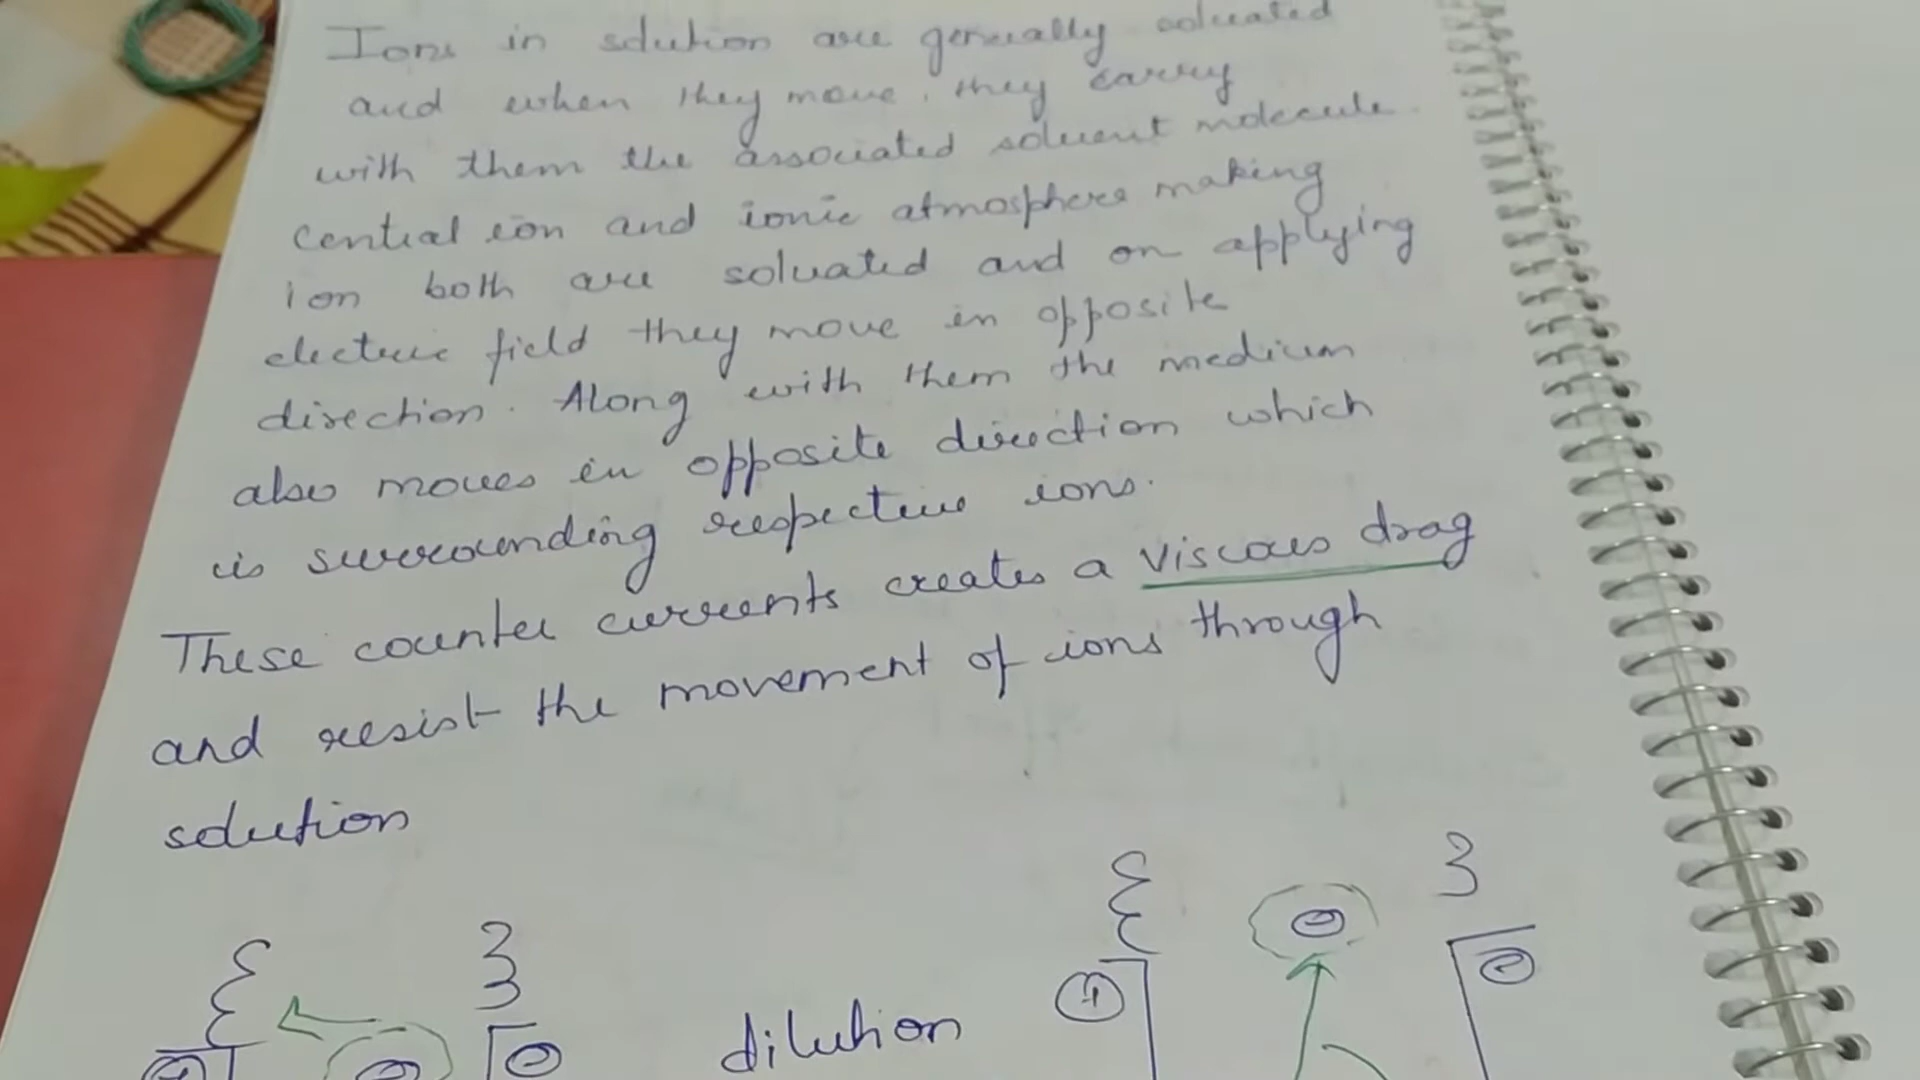 Ions in solution are generally solvated
and when they move, they carry
with them the associated solvent molecule.
central ion and ionic atmosphere making
ion both are solvated and on applying
electric field they move in opposite
direction. Along with them the medium
also moves in opposite direction which
is surrounding respective ions.
These counter currents creates a viscous drag
and resist the movement of ions through
solution
dilution